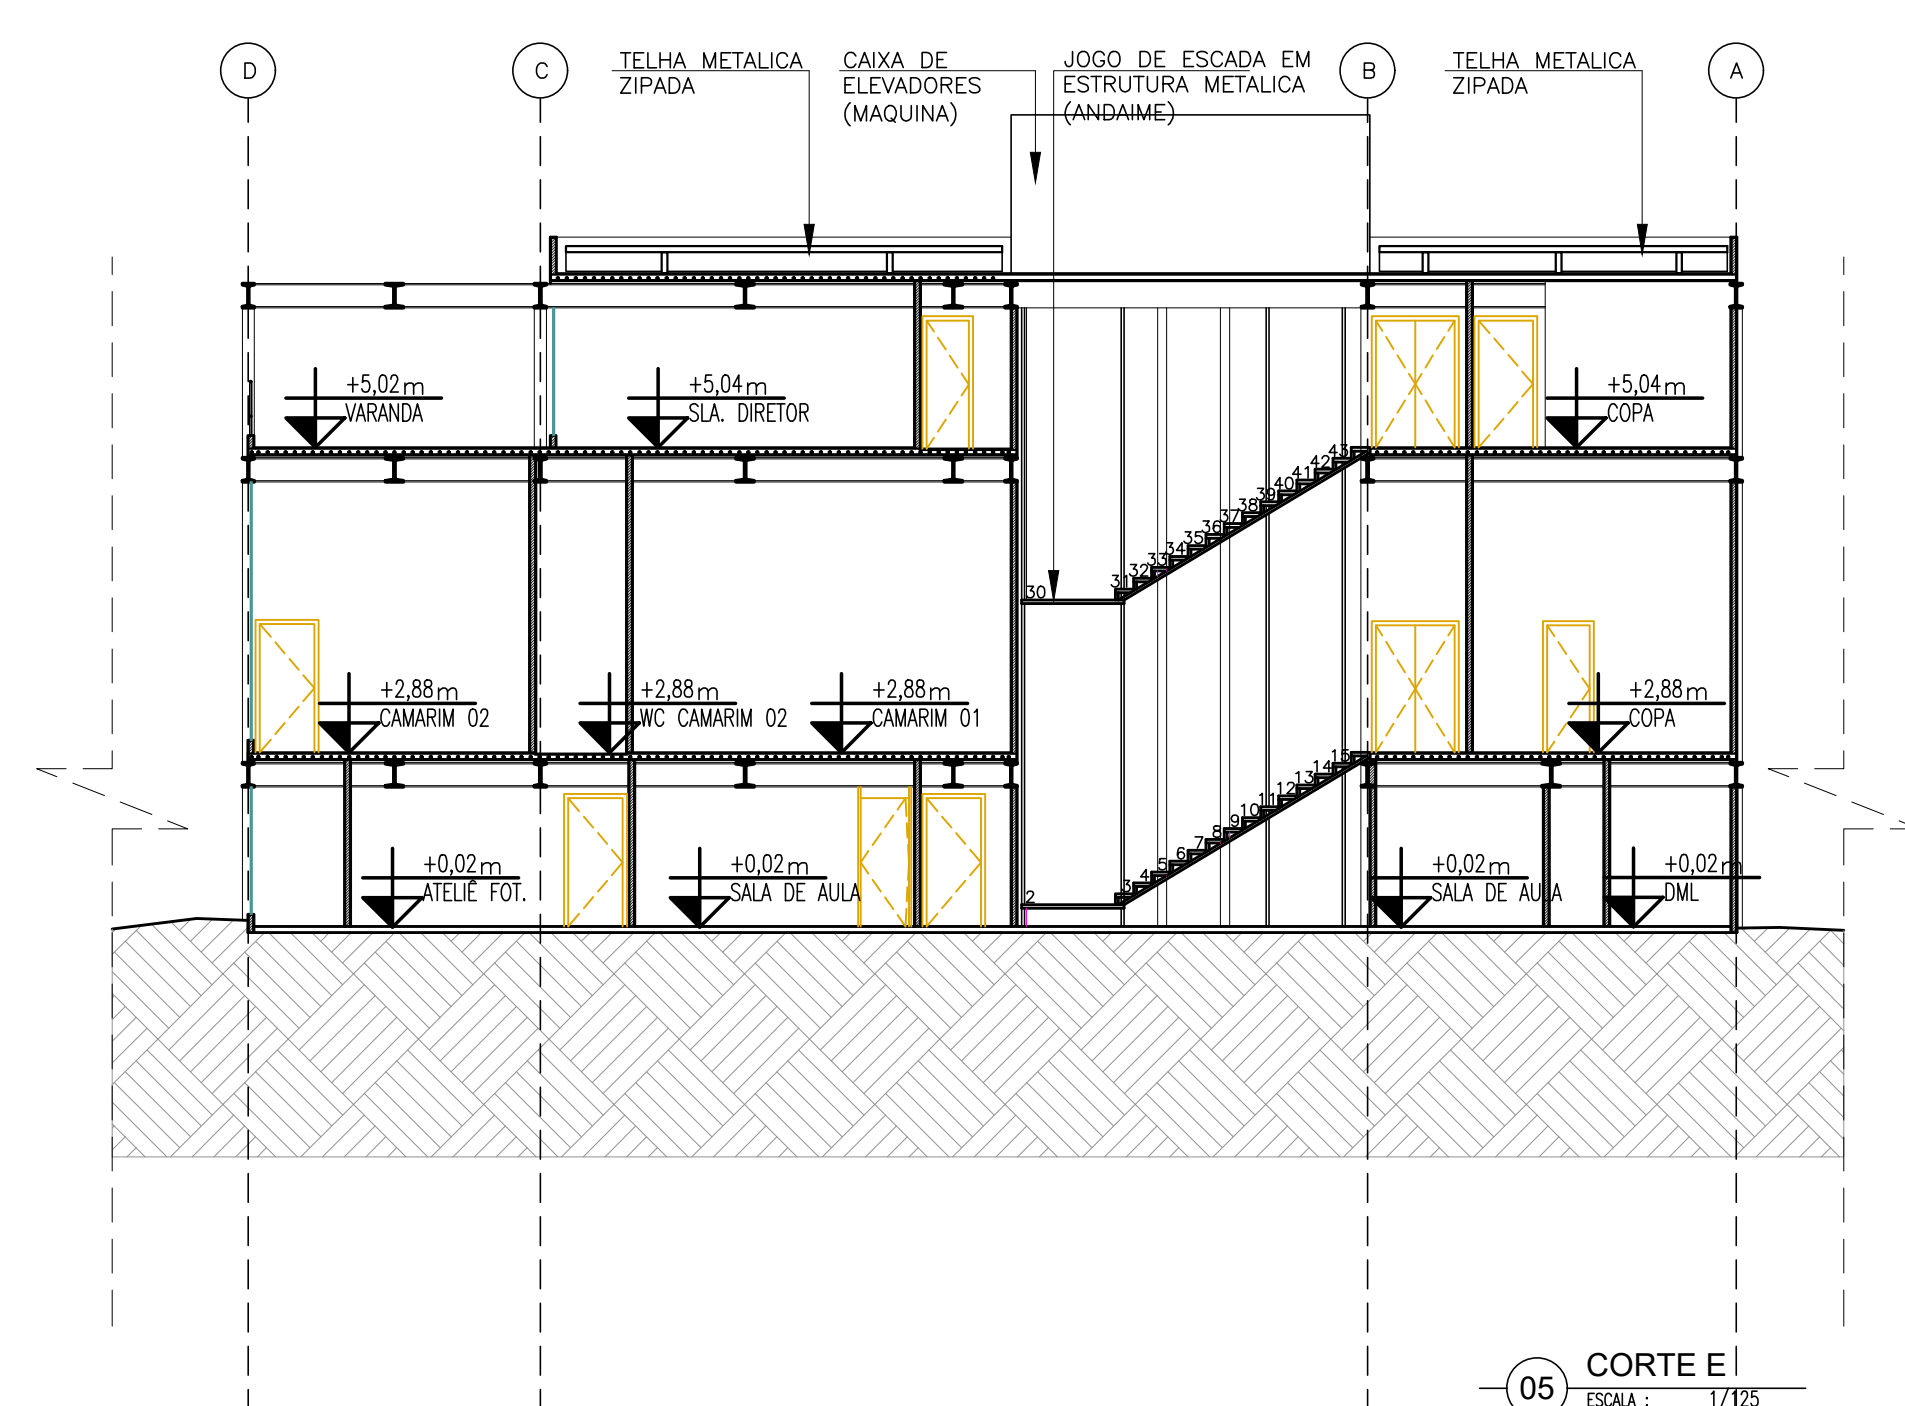 D
C
TELHA METALICA
ZIPADA
CAIXA DE
ELEVADORES
(MAQUINA)
JOGO DE ESCADA EM
ESTRUTURA METALICA
(ANDAIME)
B
TELHA METALICA
ZIPADA
A
+5,02m
VARANDA
+5,04m
SLA. DIRETOR
+5,04m
COPA
43
42
41
40
39
38
37
36
35
34
33
32
31
30
+2,88m
CAMARIM 02
+2,88m
WC CAMARIM 02
+2,88m
CAMARIM 01
+2,88m
COPA
15
14
13
12
11
10
9
8
7
6
5
4
3
2
+0,02m
ATELIÊ FOT.
+0,02m
SALA DE AULA
+0,02m
SALA DE AULA
+0,02m
DML
05
CORTE E
ESCALA : 1/125